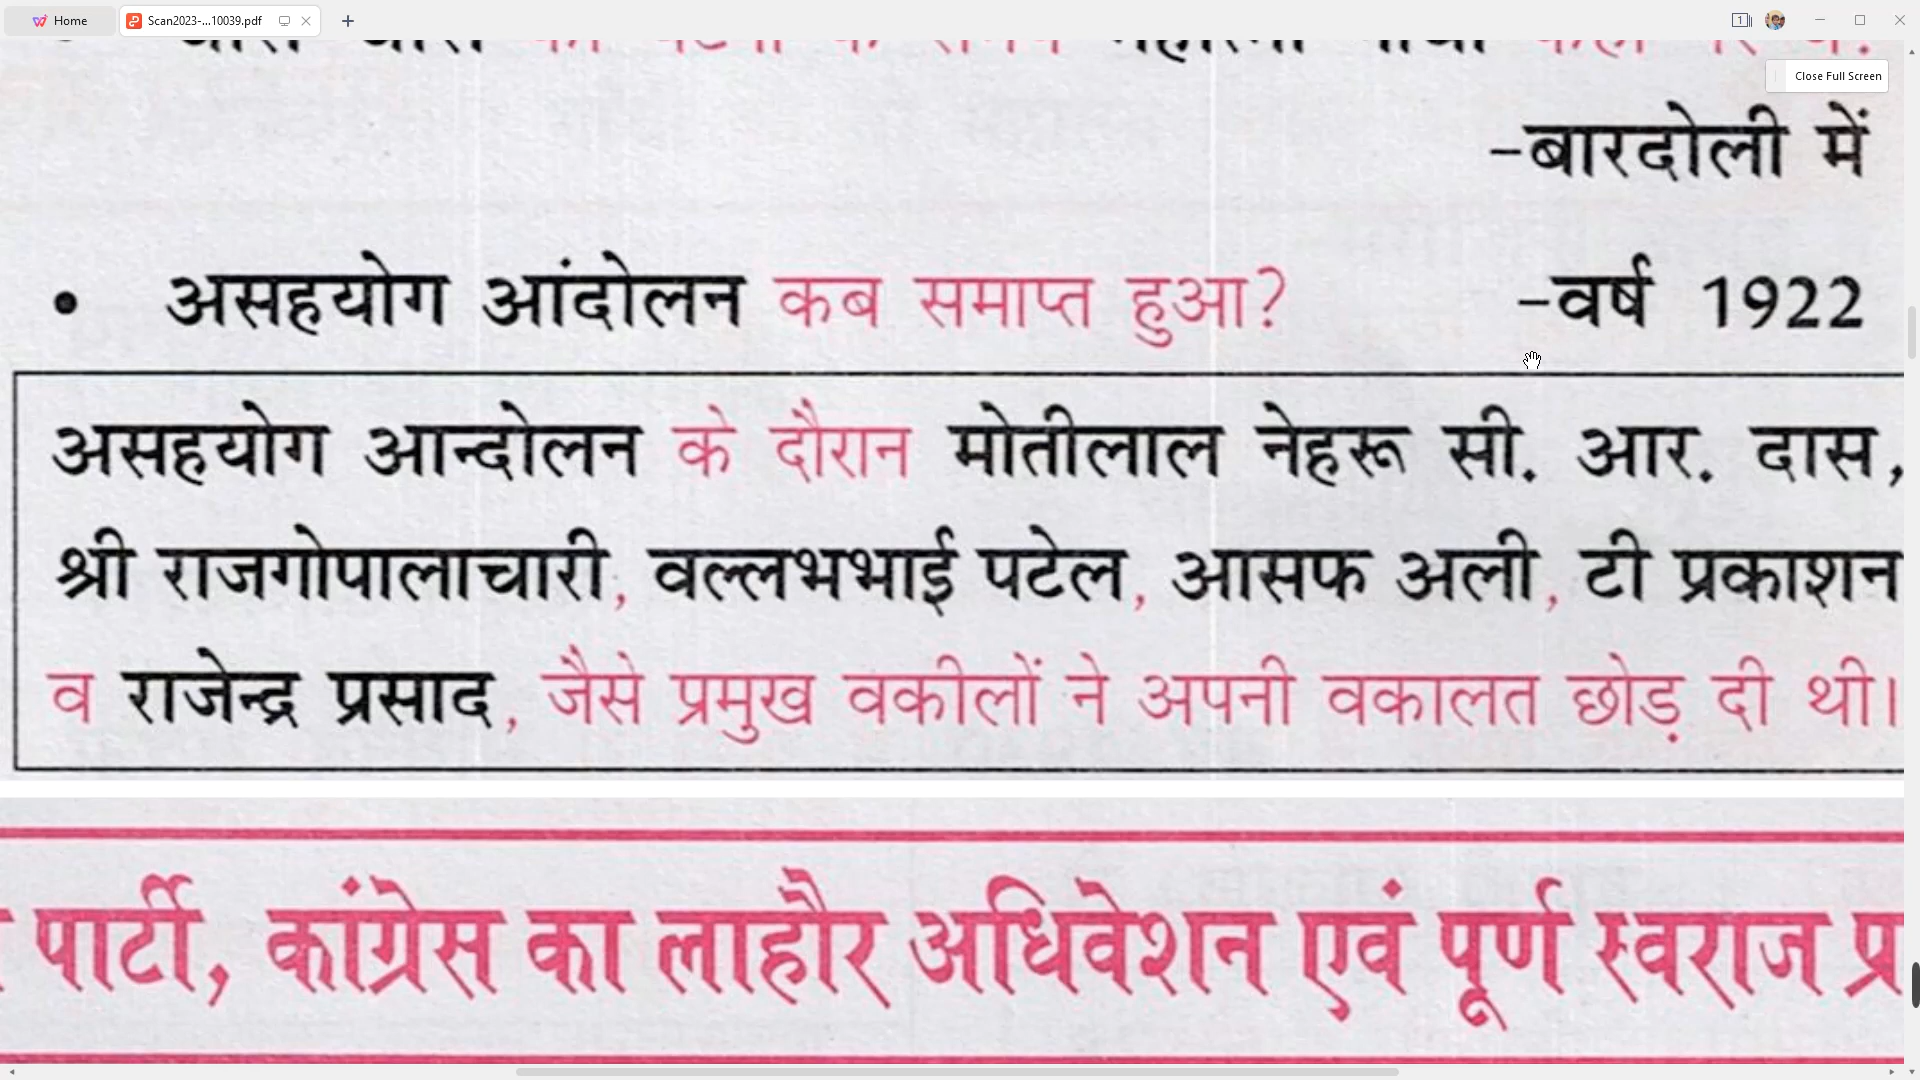 Home
Scan2023-...10039.pdf
1
Close Full Screen
-बारदोली में
• असहयोग आंदोलन कब समाप्त हुआ? -वर्ष 1922
असहयोग आन्दोलन के दौरान मोतीलाल नेहरू सी. आर. दास,
श्री राजगोपालाचारी, वल्लभभाई पटेल, आसफ अली, टी प्रकाशन
व राजेन्द्र प्रसाद, जैसे प्रमुख वकीलों ने अपनी वकालत छोड़ दी थी।
पार्टी, कांग्रेस का लाहौर अधिवेशन एवं पूर्ण स्वराज प्र